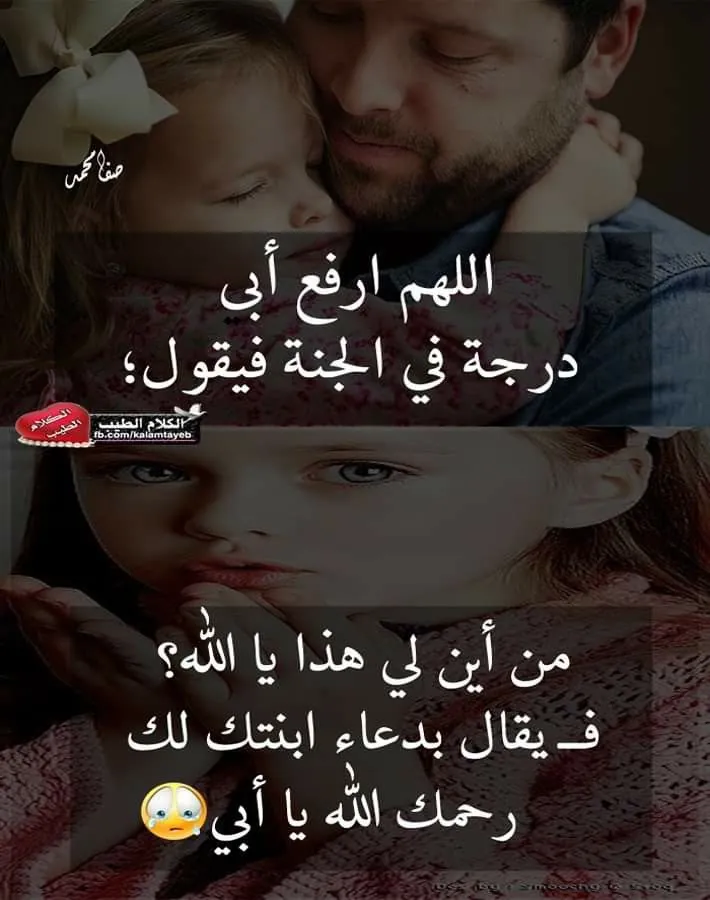 صفا محمد
اللهم ارفع أبي
درجة في الجنة فيقول؛
الكلام الطيب
الكلام الطيب
fb.com/kalamtayeb
من أين لي هذا يا الله؟
فـ يقال بدعاء ابنتك لك
رحمك الله يا أبي😢